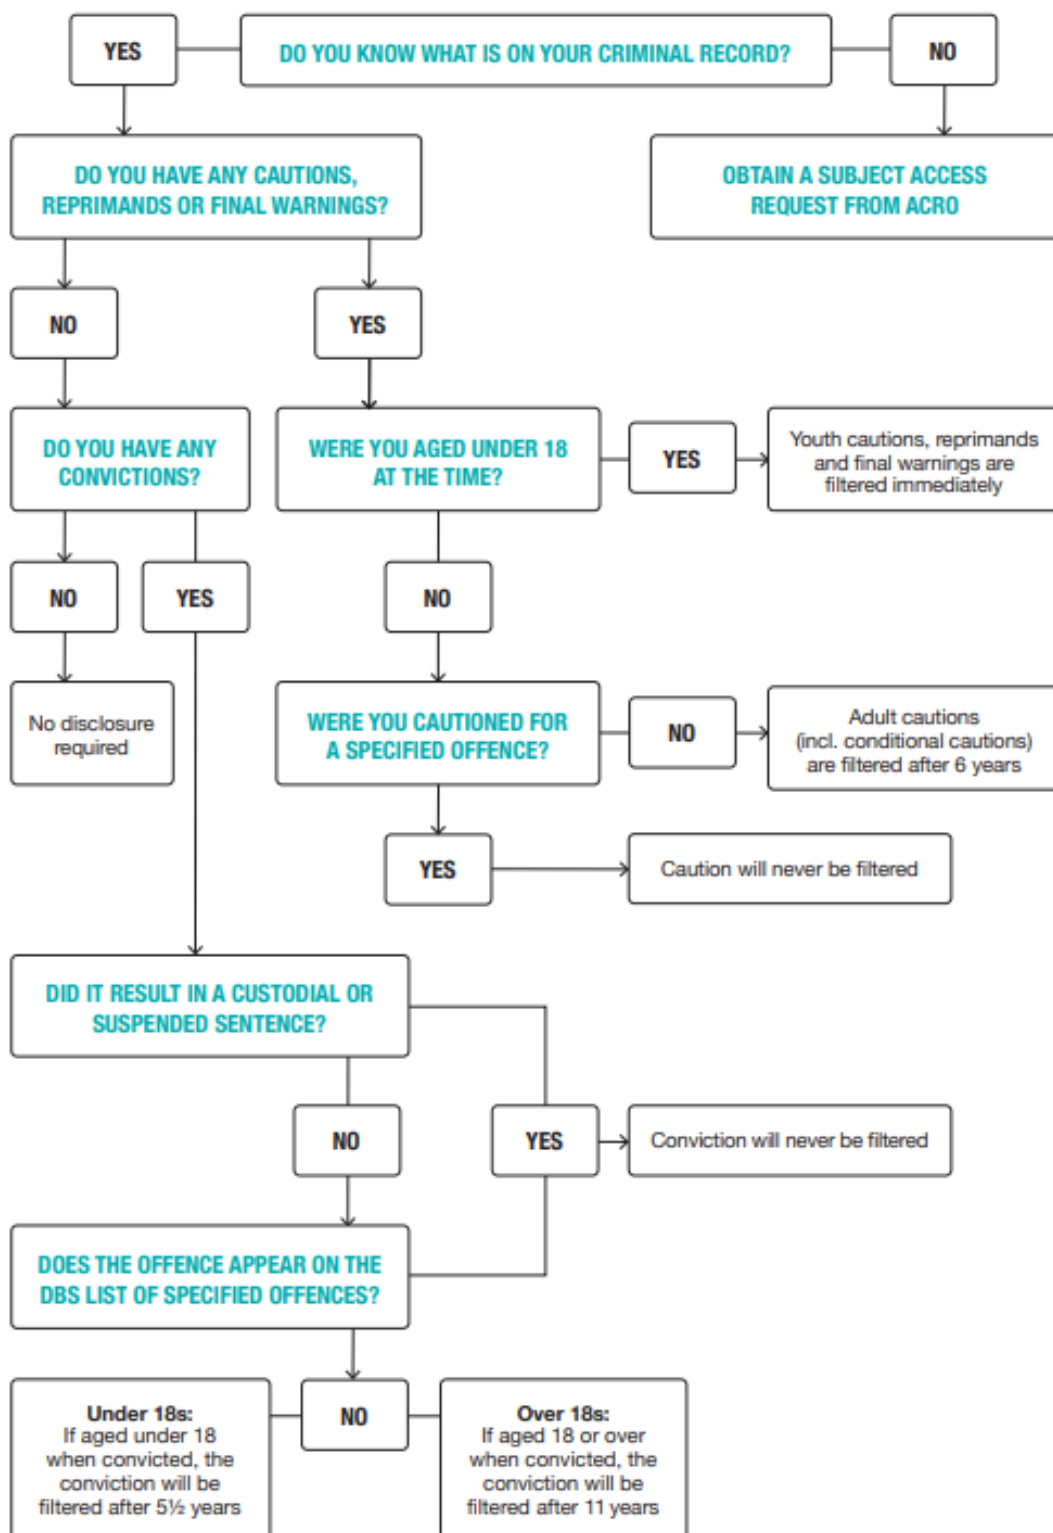 YES
DO YOU KNOW WHAT IS ON YOUR CRIMINAL RECORD?
NO
DO YOU HAVE ANY CAUTIONS,
REPRIMANDS OR FINAL WARNINGS?
OBTAIN A SUBJECT ACCESS
REQUEST FROM ACRO
NO
YES
DO YOU HAVE ANY
CONVICTIONS?
WERE YOU AGED UNDER 18
AT THE TIME?
YES
Youth cautions, reprimands
and final warnings are
filtered immediately
NO
YES
NO
No disclosure
required
WERE YOU CAUTIONED FOR
A SPECIFIED OFFENCE?
NO
Adult cautions
(incl. conditional cautions)
are filtered after 6 years
YES
Caution will never be filtered
DID IT RESULT IN A CUSTODIAL OR
SUSPENDED SENTENCE?
NO
YES
Conviction will never be filtered
DOES THE OFFENCE APPEAR ON THE
DBS LIST OF SPECIFIED OFFENCES?
Under 18s:
If aged under 18
when convicted, the
conviction will be
filtered after 5½ years
NO
Over 18s:
If aged 18 or over
when convicted, the
conviction will be
filtered after 11 years